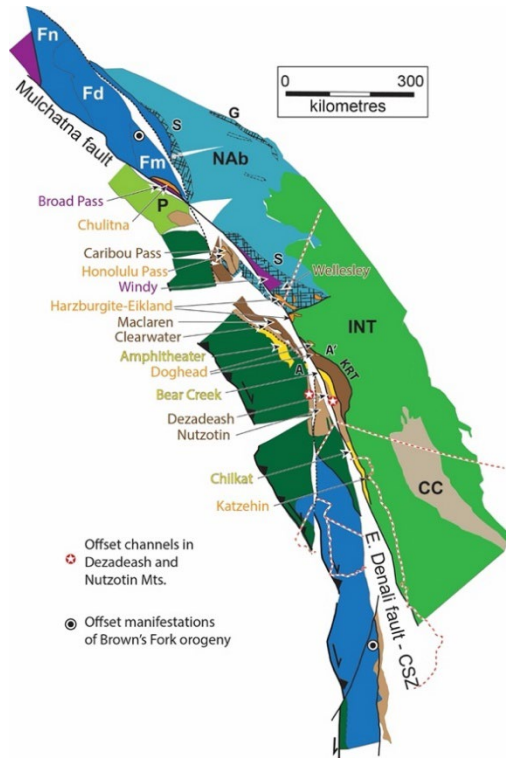 Fn
Fd
Fm
Mulchatna fault
0 300
kilometres
S
G
NAb
Broad Pass
Chulitna
P
Caribou Pass
Honolulu Pass
Windy
S
Wellesley
Harzburgite-Eikland
Maclaren
Clearwater
Amphitheater
Doghead
Bear Creek
Dezadeash
Nutzotin
A
A'
KRT
INT
CC
Chilkat
Katzehin
E. Denali fault - CSZ
Offset channels in
Dezadeash and
Nutzotin Mts.
Offset manifestations
of Brown's Fork orogeny